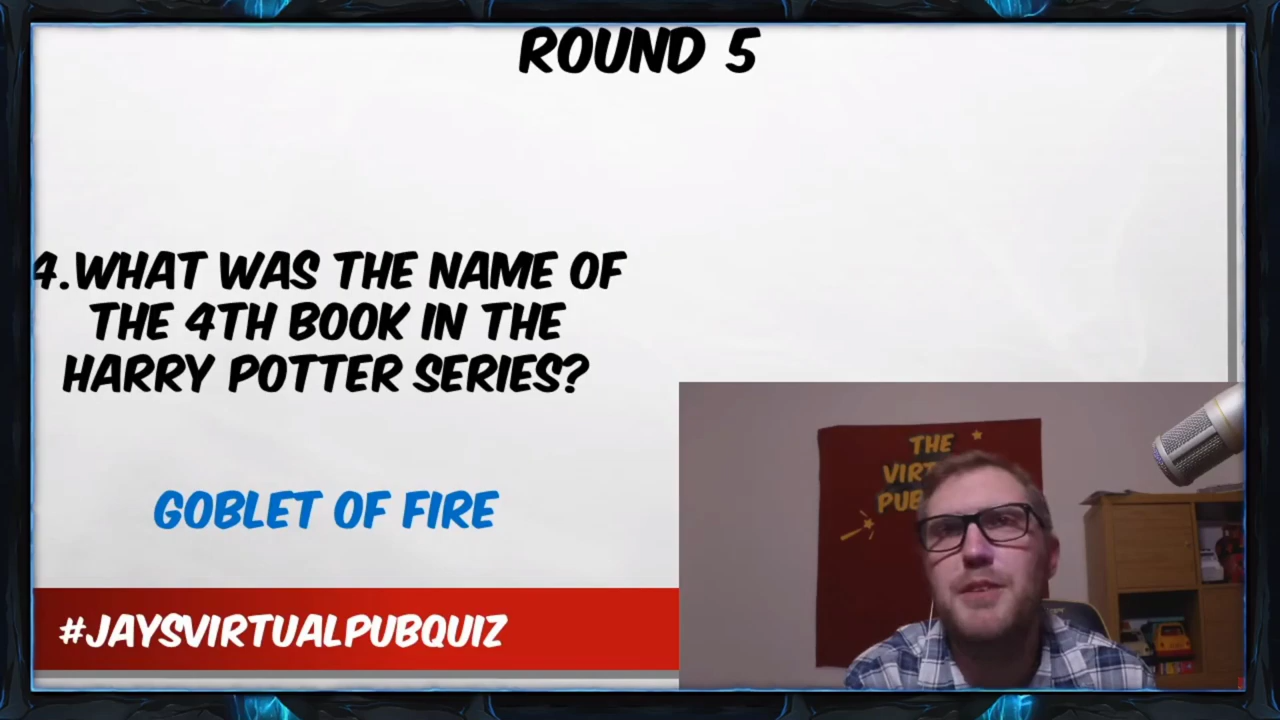 ROUND 5
4.WHAT WAS THE NAME OF
THE 4TH BOOK IN THE
HARRY POTTER SERIES?
GOBLET OF FIRE
#JAYSVIRTUALPUBQUIZ
THE